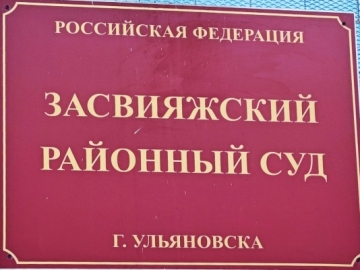 РОССИЙСКАЯ ФЕДЕРАЦИЯ
ЗАСВИЯЖСКИЙ
РАЙОННЫЙ СУД
Г. УЛЬЯНОВСКА